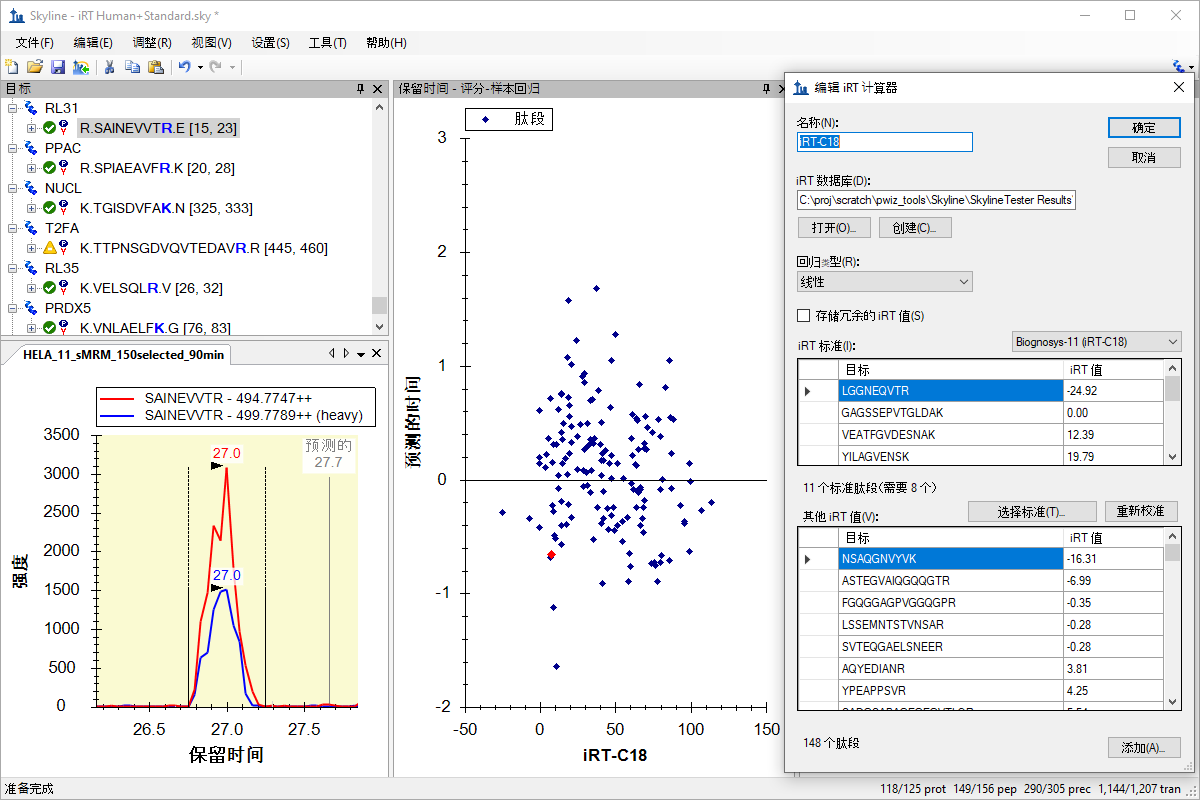 Skyline - iRT Human+Standard.sky *
文件(F) 编辑(E) 调整(R) 视图(V) 设置(S) 工具(T) 帮助(H)
目标
RL31
R.SAINEVVTR.E [15, 23]
PPAC
R.SPIAEAVFR.K [20, 28]
NUCL
K.TGISDVFAK.N [325, 333]
T2FA
K.TTPNSGDVQVTEDAVR.R [445, 460]
RL35
K.VELSQLR.V [26, 32]
PRDX5
K.VNLAELFK.G [76, 83]
HELA_11_sMRM_150selected_90min
SAINEVVTR - 494.7747++
SAINEVVTR - 499.7789++ (heavy)
3500
3000
2500
2000
1500
1000
500
0
强度
27.0
27.0
预测的
27.7
26.5 27.0 27.5
保留时间
保留时间 - 评分-样本回归
肽段
3
2
1
0
-1
-2
预测的时间
-50 0 50 100 150
iRT-C18
编辑 iRT 计算器
名称(N):
iRT-C18
确定
取消
iRT 数据库(D):
C:\proj\scratch\pwiz_tools\Skyline\SkylineTester Results
打开(O)...
创建(C)...
回归类型(R):
线性
存储冗余的 iRT 值(S)
iRT 标准(I):
Biognosys-11 (iRT-C18)
目标 iRT 值
LGGNEQVTR -24.92
GAGSSEPVTGLDAK 0.00
VEATFGVDESNAK 12.39
YILAGVENSK 19.79
11 个标准肽段(需要 8 个)
其他 iRT 值(V):
选择标准(T)...
重新校准
目标 iRT 值
NSAQGNVYVK -16.31
ASTEGVAIQGQQGTR -6.99
FGQGGAGPVGGQGPR -0.35
LSSEMNTSTVNSAR -0.28
SVTEQGAELSNEER -0.28
AQYEDIANR 3.81
YPEAPPSVR 4.25
148 个肽段
添加(A)...
准备完成
118/125 prot 149/156 pep 290/305 prec 1,144/1,207 tran